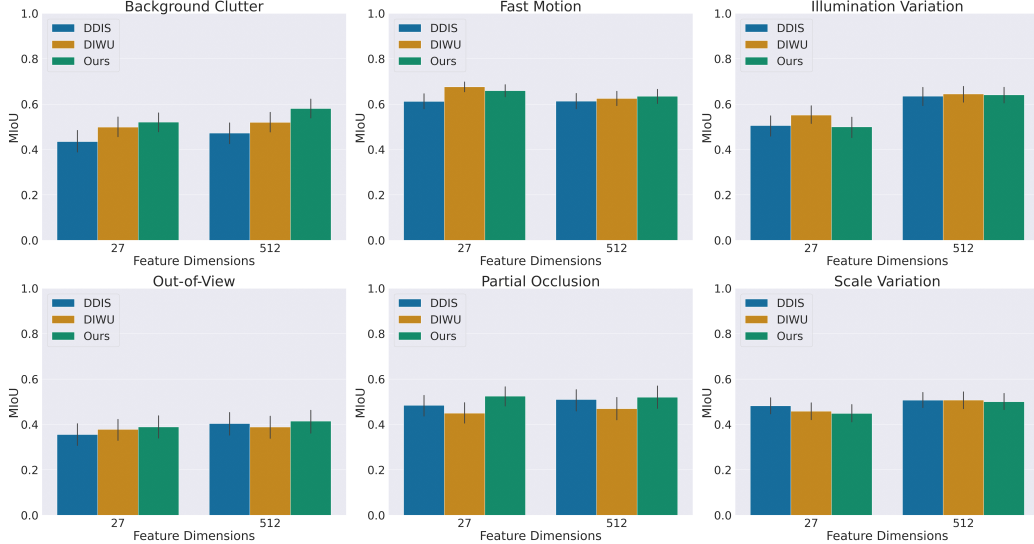 Background Clutter
1.0
0.8
0.6
0.4
0.2
0.0
MIoU
DDIS
DIWU
Ours
27
512
Feature Dimensions
Fast Motion
1.0
0.8
0.6
0.4
0.2
0.0
MIoU
DDIS
DIWU
Ours
27
512
Feature Dimensions
Illumination Variation
1.0
0.8
0.6
0.4
0.2
0.0
MIoU
DDIS
DIWU
Ours
27
512
Feature Dimensions
Out-of-View
1.0
0.8
0.6
0.4
0.2
0.0
MIoU
DDIS
DIWU
Ours
27
512
Feature Dimensions
Partial Occlusion
1.0
0.8
0.6
0.4
0.2
0.0
MIoU
DDIS
DIWU
Ours
27
512
Feature Dimensions
Scale Variation
1.0
0.8
0.6
0.4
0.2
0.0
MIoU
DDIS
DIWU
Ours
27
512
Feature Dimensions